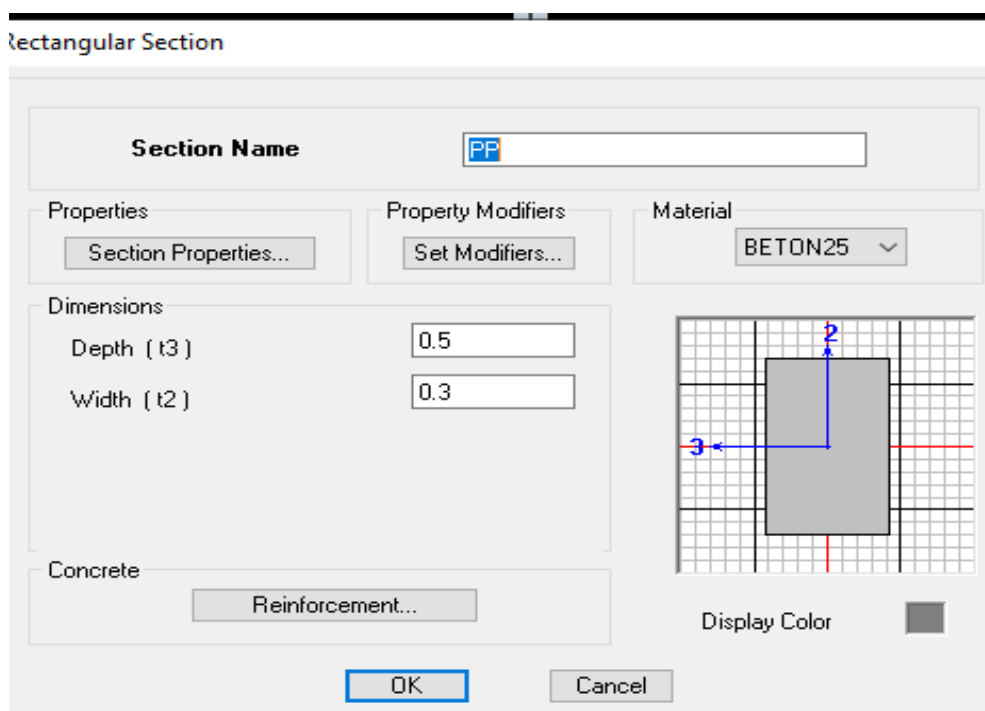 Rectangular Section
Section Name PP
Properties Property Modifiers Material
Section Properties... Set Modifiers... BETON25
Dimensions
Depth ( t3 ) 0.5
Width ( t2 ) 0.3
2
3
Concrete
Reinforcement...
Display Color
OK Cancel